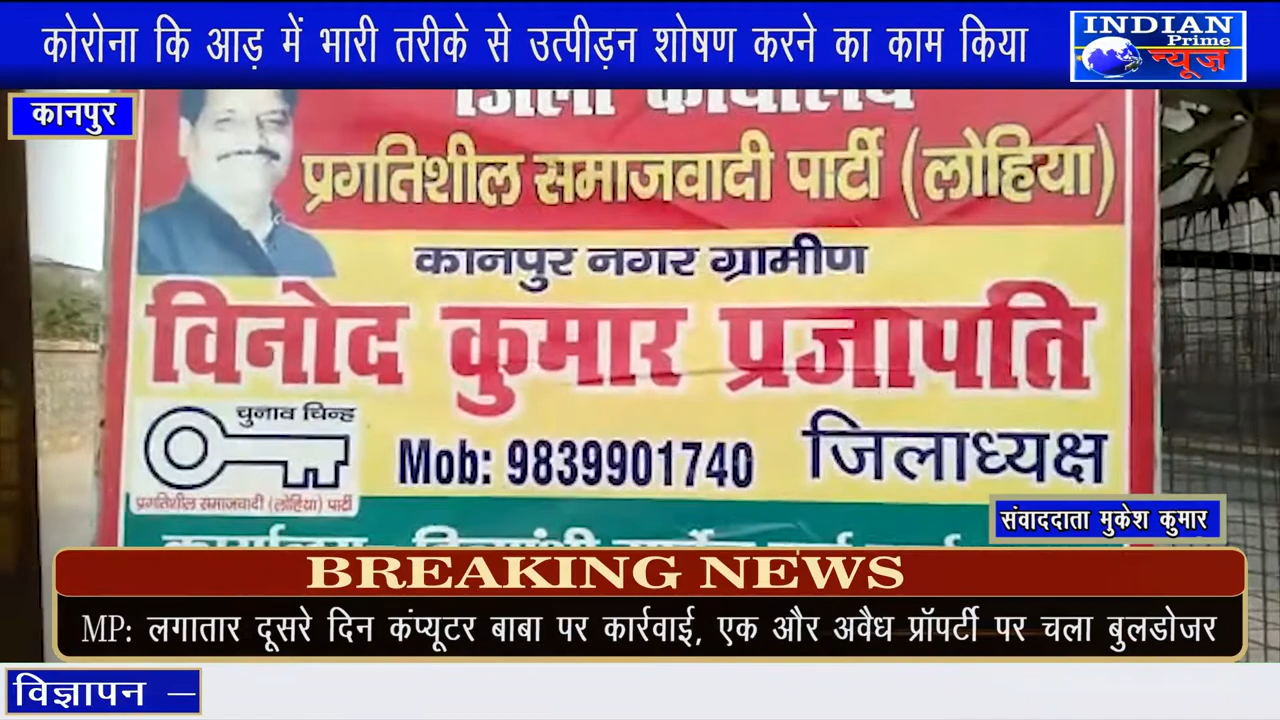 कोरोना कि आड़ में भारी तरीके से उत्पीड़न शोषण करने का काम किया
INDIAN
Prime
न्यूज़
कानपुर
जिला कार्यालय
प्रगतिशील समाजवादी पार्टी (लोहिया)
कानपुर नगर ग्रामीण
विनोद कुमार प्रजापति
चुनाव चिन्ह
Mob: 9839901740
जिलाध्यक्ष
प्रगतिशील समाजवादी (लोहिया) पार्टी
संवाददाता मुकेश कुमार
कार्यालय
BREAKING NEWS
MP: लगातार दूसरे दिन कंप्यूटर बाबा पर कार्रवाई, एक और अवैध प्रॉपर्टी पर चला बुलडोजर
विज्ञापन –